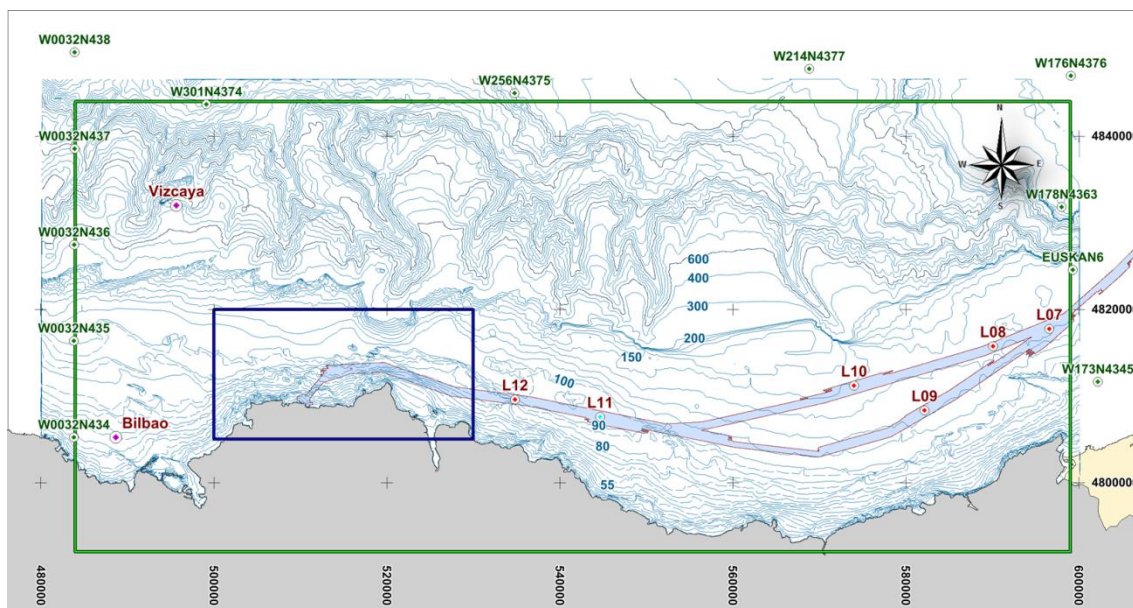 W0032N438
W214N4377
W176N4376
W256N4375
W301N4374
N
W0032N437
4840000
W
E
Vizcaya
W178N4363
S
W0032N436
EUSKAN6
600
400
300
200
L07
W0032N435
150
L08
L10
100
W173N4345
L12
L11
L09
90
Bilbao
W0032N434
80
55
4820000
4800000
480000
500000
520000
540000
560000
580000
600000